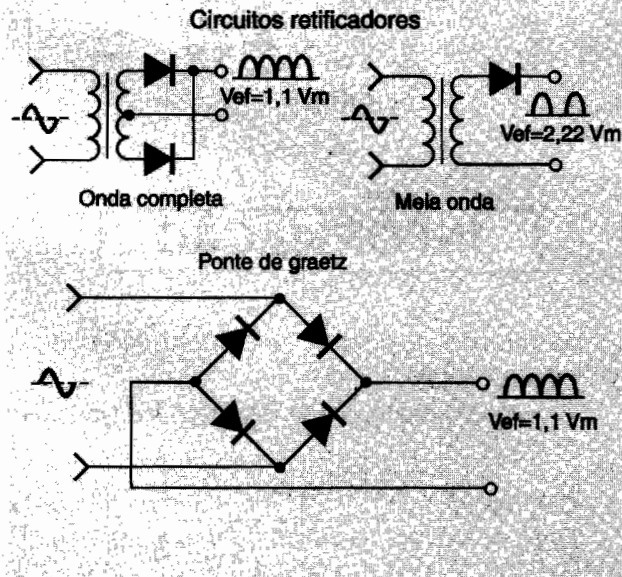 Circuitos retificadores
Vef=1,1 Vm
Vef=2,22 Vm
Onda completa
Meia onda
Ponte de graetz
Vef=1,1 Vm